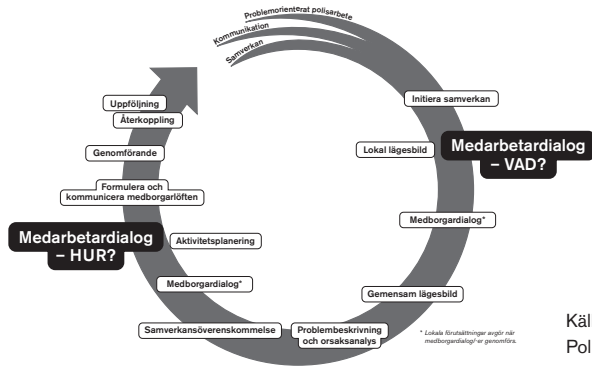 Problemorienterat polisarbete
Kommunikation
Samverkan
Initiera samverkan
Lokal lägesbild
Medarbetardialog
– VAD?
Medborgardialog*
Gemensam lägesbild
Problembeskrivning
och orsaksanalys
Samverkansöverenskommelse
Medborgardialog*
Aktivitetsplanering
Medarbetardialog
– HUR?
Formulera och
kommunicera medborgarlöften
Genomförande
Återkoppling
Uppföljning
* Lokala förutsättningar avgör när
medborgardialog/-er genomförs.
Käl
Pol